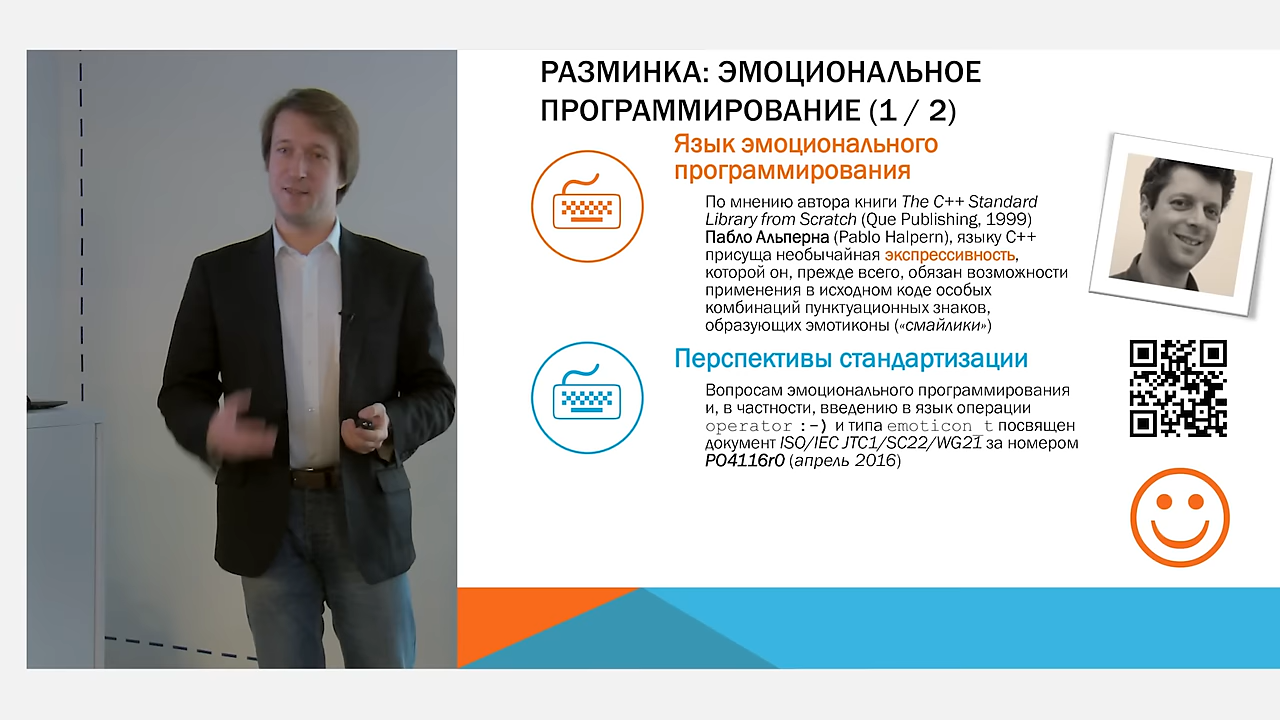 РАЗМИНКА: ЭМОЦИОНАЛЬНОЕ
ПРОГРАММИРОВАНИЕ (1 / 2)
Язык эмоционального
программирования
По мнению автора книги The C++ Standard
Library from Scratch (Que Publishing, 1999)
Пабло Альперна (Pablo Halpern), языку C++
присуща необычайная экспрессивность,
которой он, прежде всего, обязан возможности
применения в исходном коде особых
комбинаций пунктуационных знаков,
образующих эмотиконы («смайлики»)
Перспективы стандартизации
Вопросам эмоционального программирования
и, в частности, введению в язык операции
operator :-) и типа emoticon_t посвящен
документ ISO/IEC JTC1/SC22/WG21 за номером
PO4116r0 (апрель 2016)